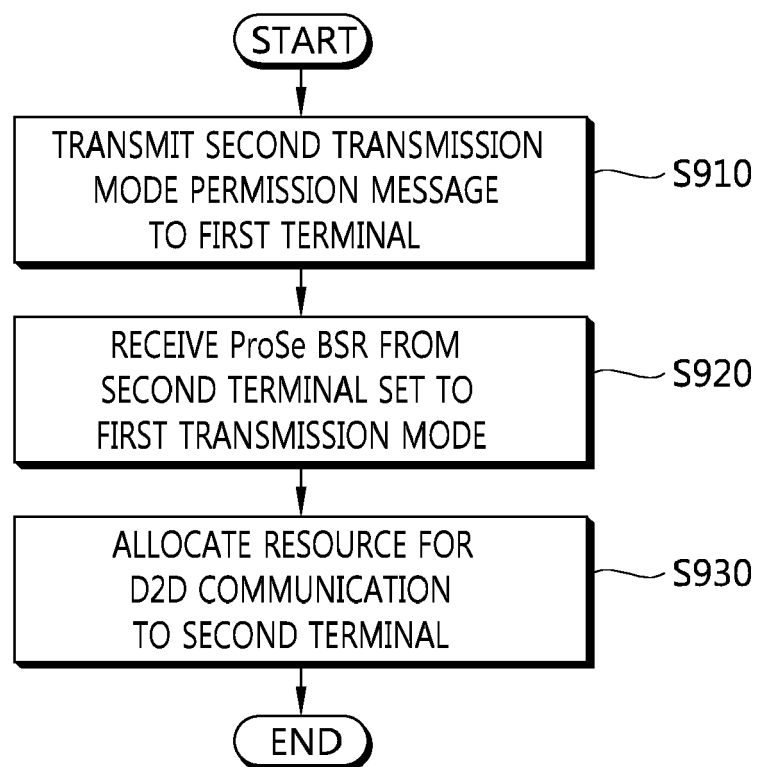 START
TRANSMIT SECOND TRANSMISSION
MODE PERMISSION MESSAGE
TO FIRST TERMINAL
S910
RECEIVE ProSe BSR FROM
SECOND TERMINAL SET TO
FIRST TRANSMISSION MODE
S920
ALLOCATE RESOURCE FOR
D2D COMMUNICATION
TO SECOND TERMINAL
S930
END